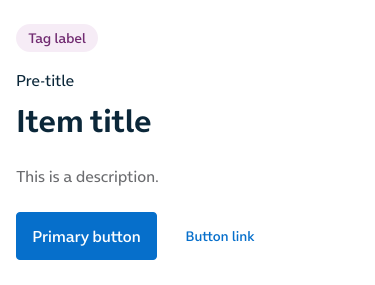 Tag label
Pre-title
Item title
This is a description.
Primary button
Button link